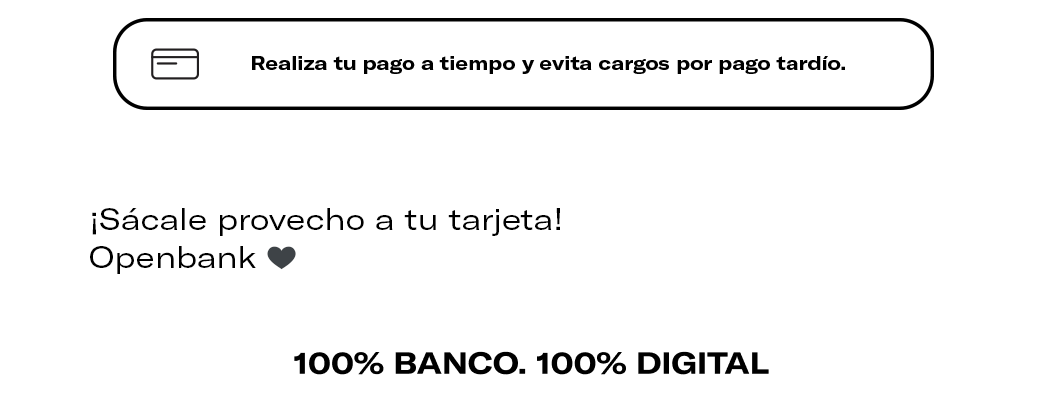 Realiza tu pago a tiempo y evita cargos por pago tardío.
¡Sácale provecho a tu tarjeta!
Openbank 🖤
100% BANCO. 100% DIGITAL